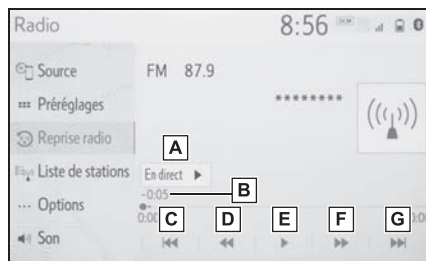 Radio
8:56
DCM
Source
FM 87.9
Préréglages
********
Reprise radio
A
Liste de stations
En direct
B
-0:05
Options
C
D
E
F
G
Son